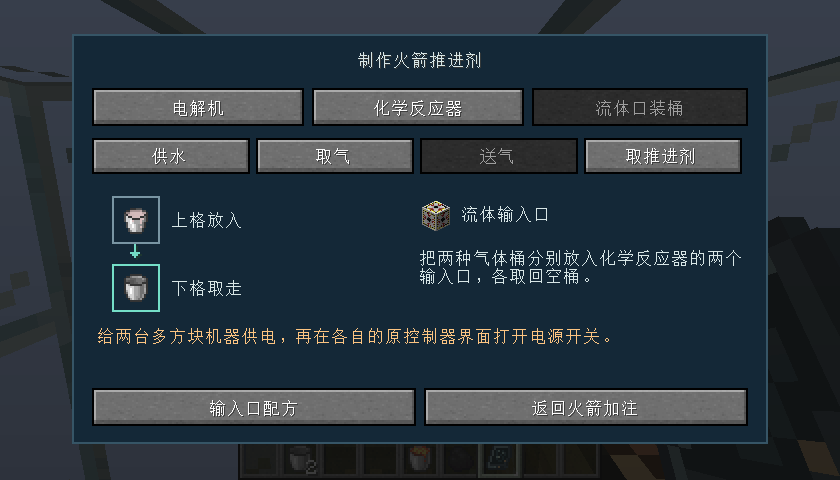 制作火箭推进剂
电解机 化学反应器 流体口装桶
供水 取气 送气 取推进剂
上格放入 流体输入口
把两种气体桶分别放入化学反应器的两个
输入口，各取回空桶。
下格取走
给两台多方块机器供电，再在各自的原控制器界面打开电源开关。
输入口配方 返回火箭加注
2